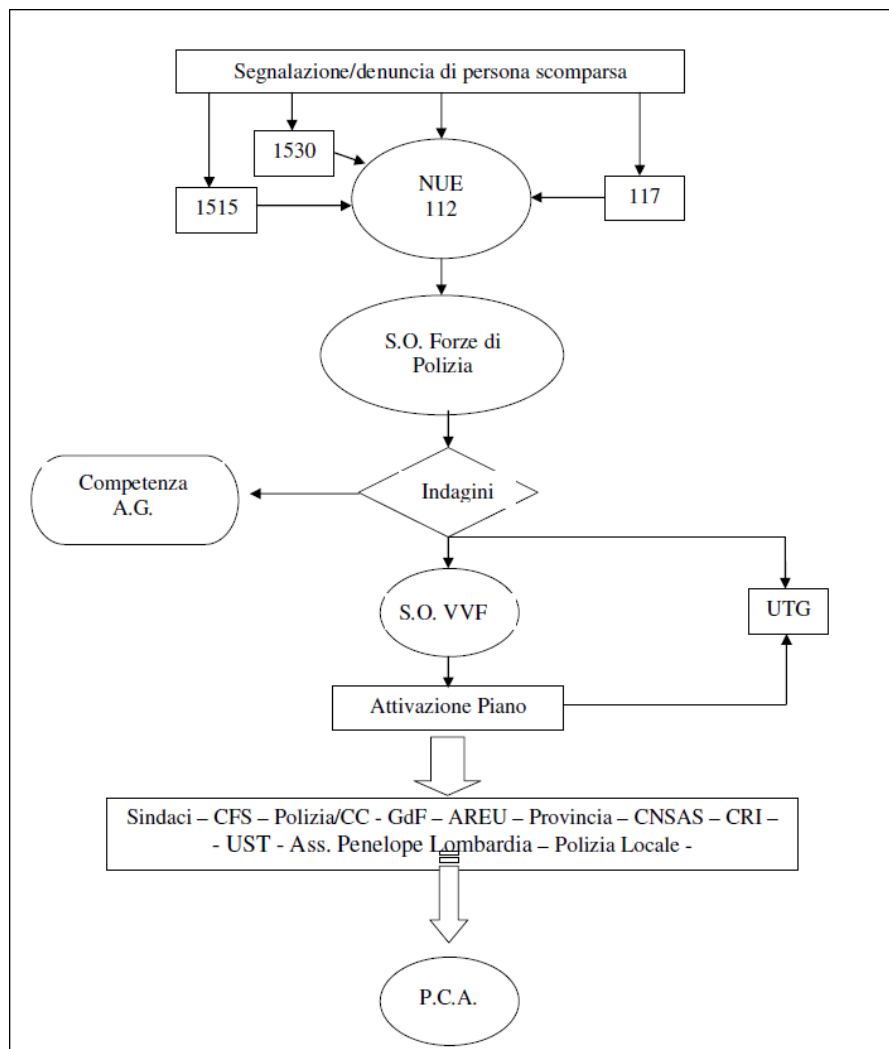 Segnalazione/denuncia di persona scomparsa
1530
1515
NUE
112
117
S.O. Forze di
Polizia
Competenza
A.G.
Indagini
S.O. VVF
UTG
Attivazione Piano
Sindaci – CFS – Polizia/CC - GdF – AREU – Provincia – CNSAS – CRI –
- UST - Ass. Penelope Lombardia – Polizia Locale -
P.C.A.